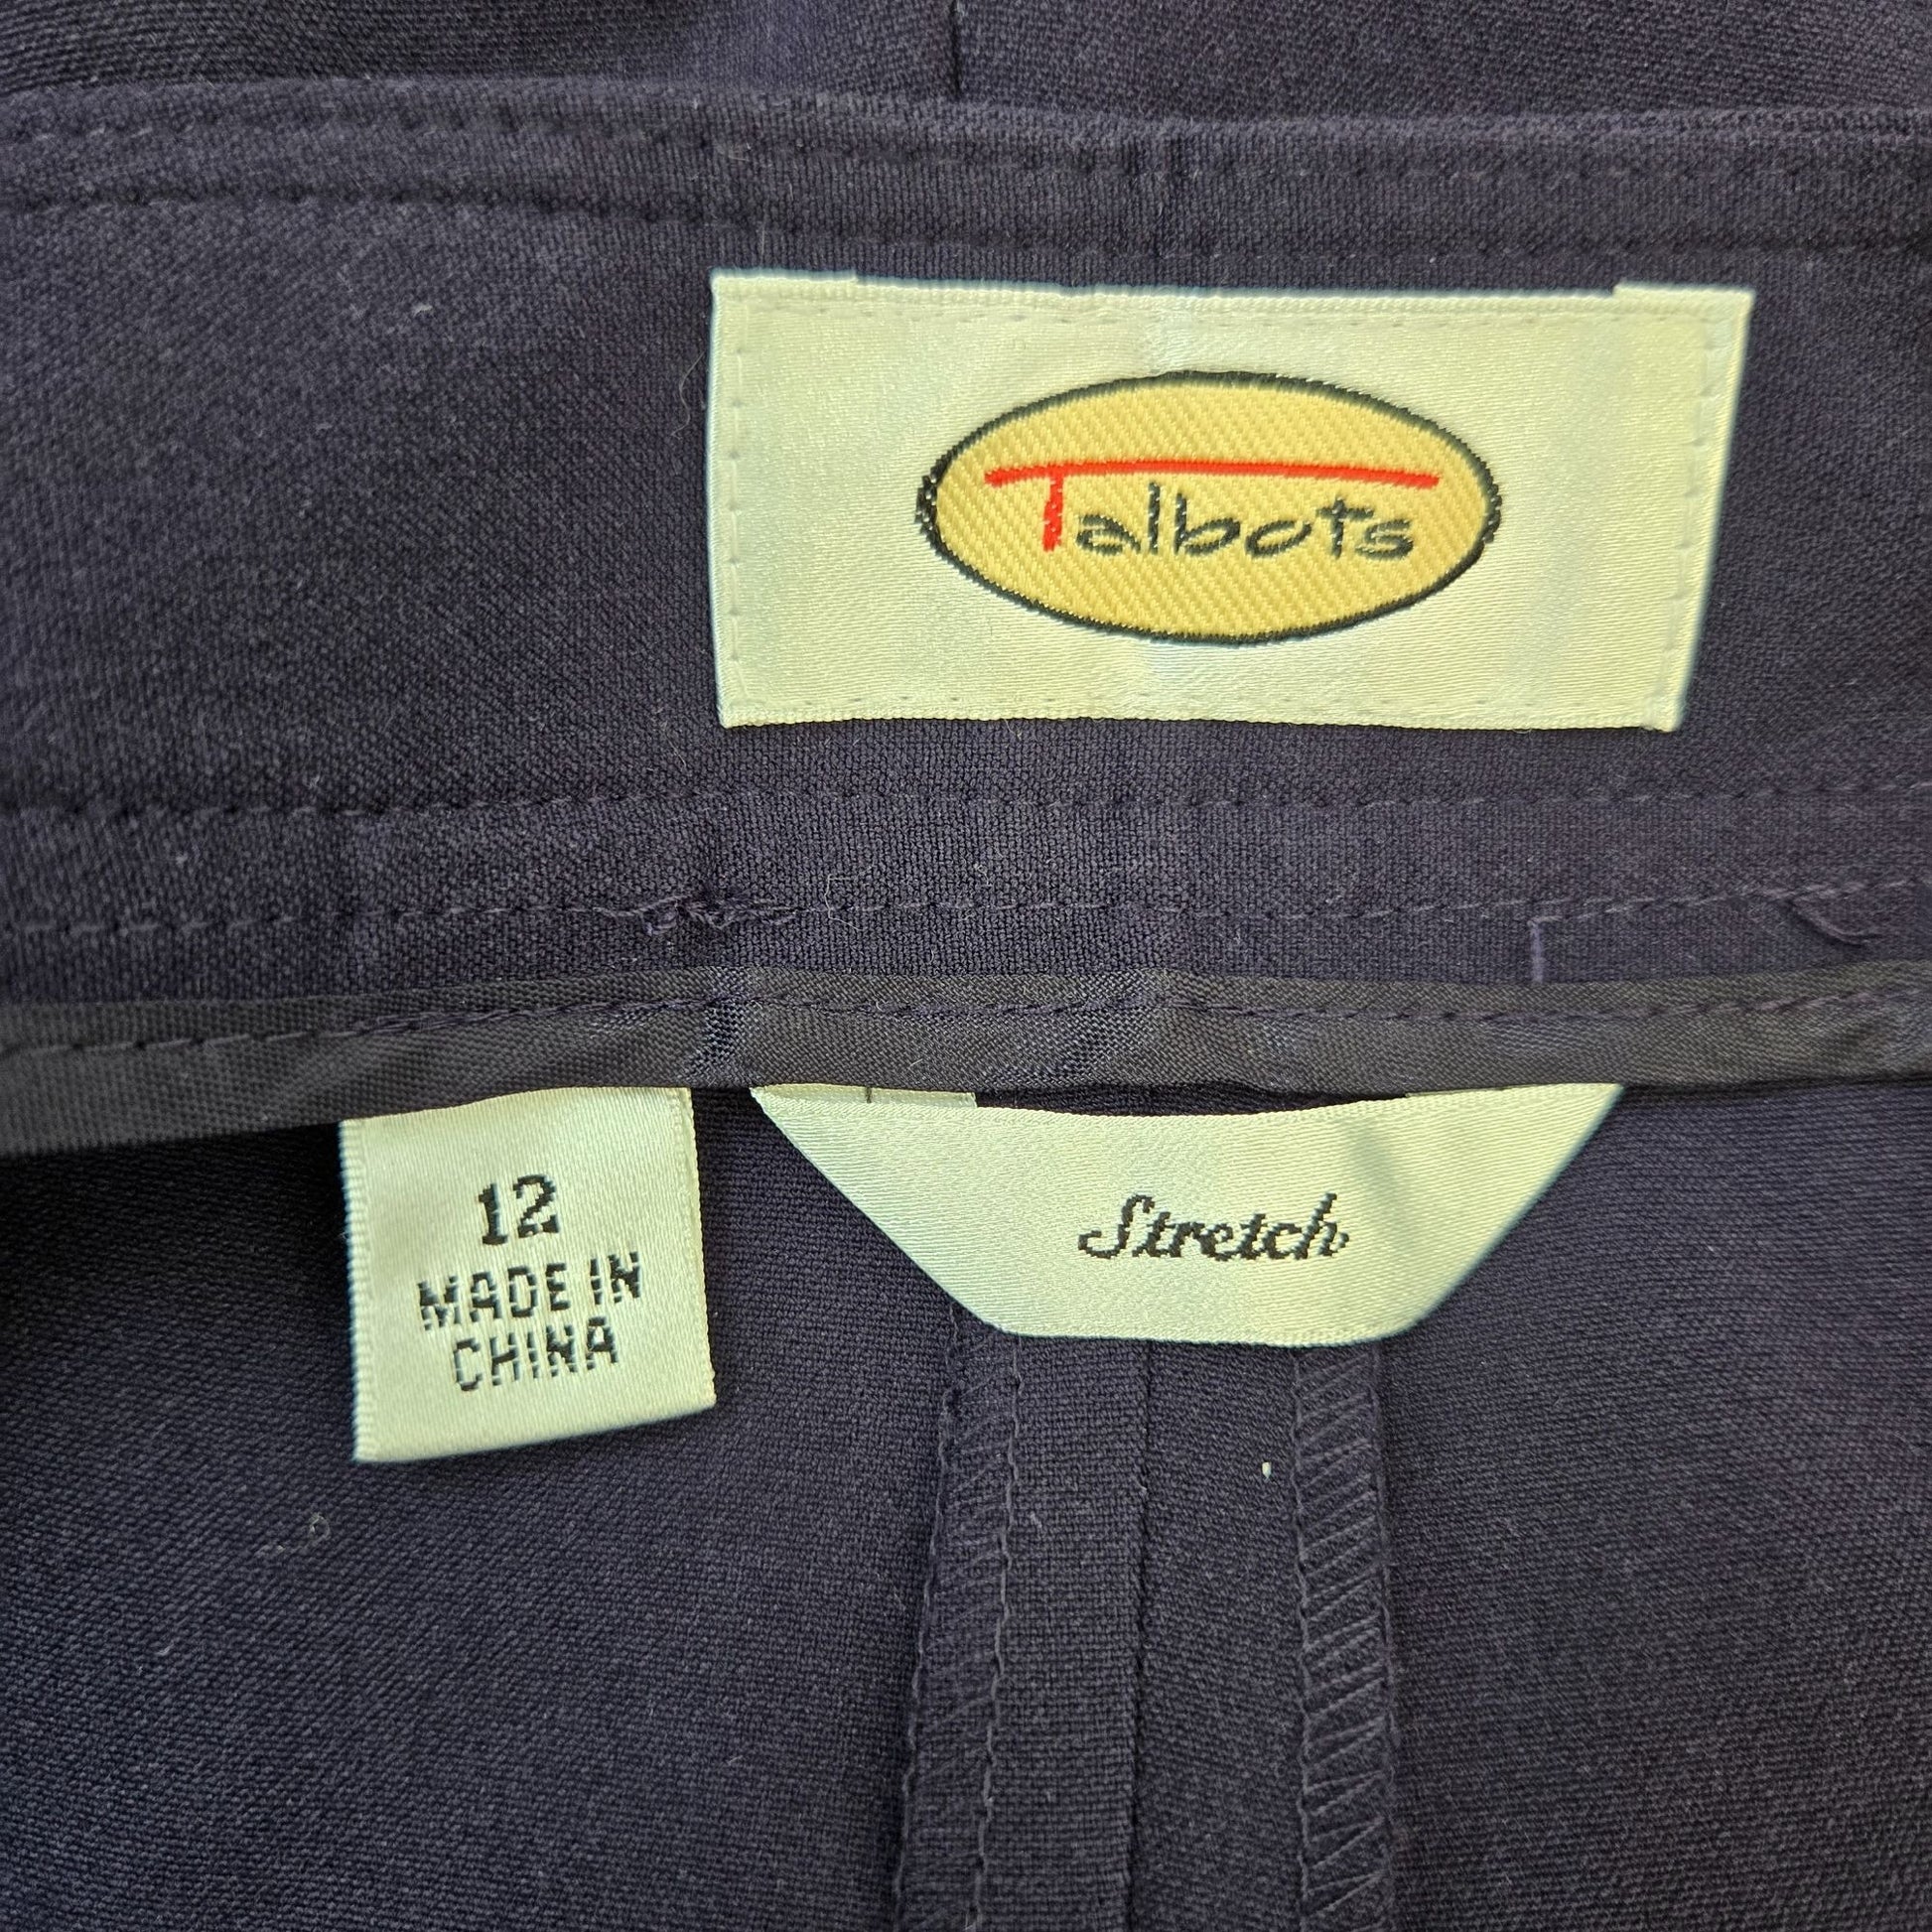 Talbots
12
MADE IN
CHINA
Stretch